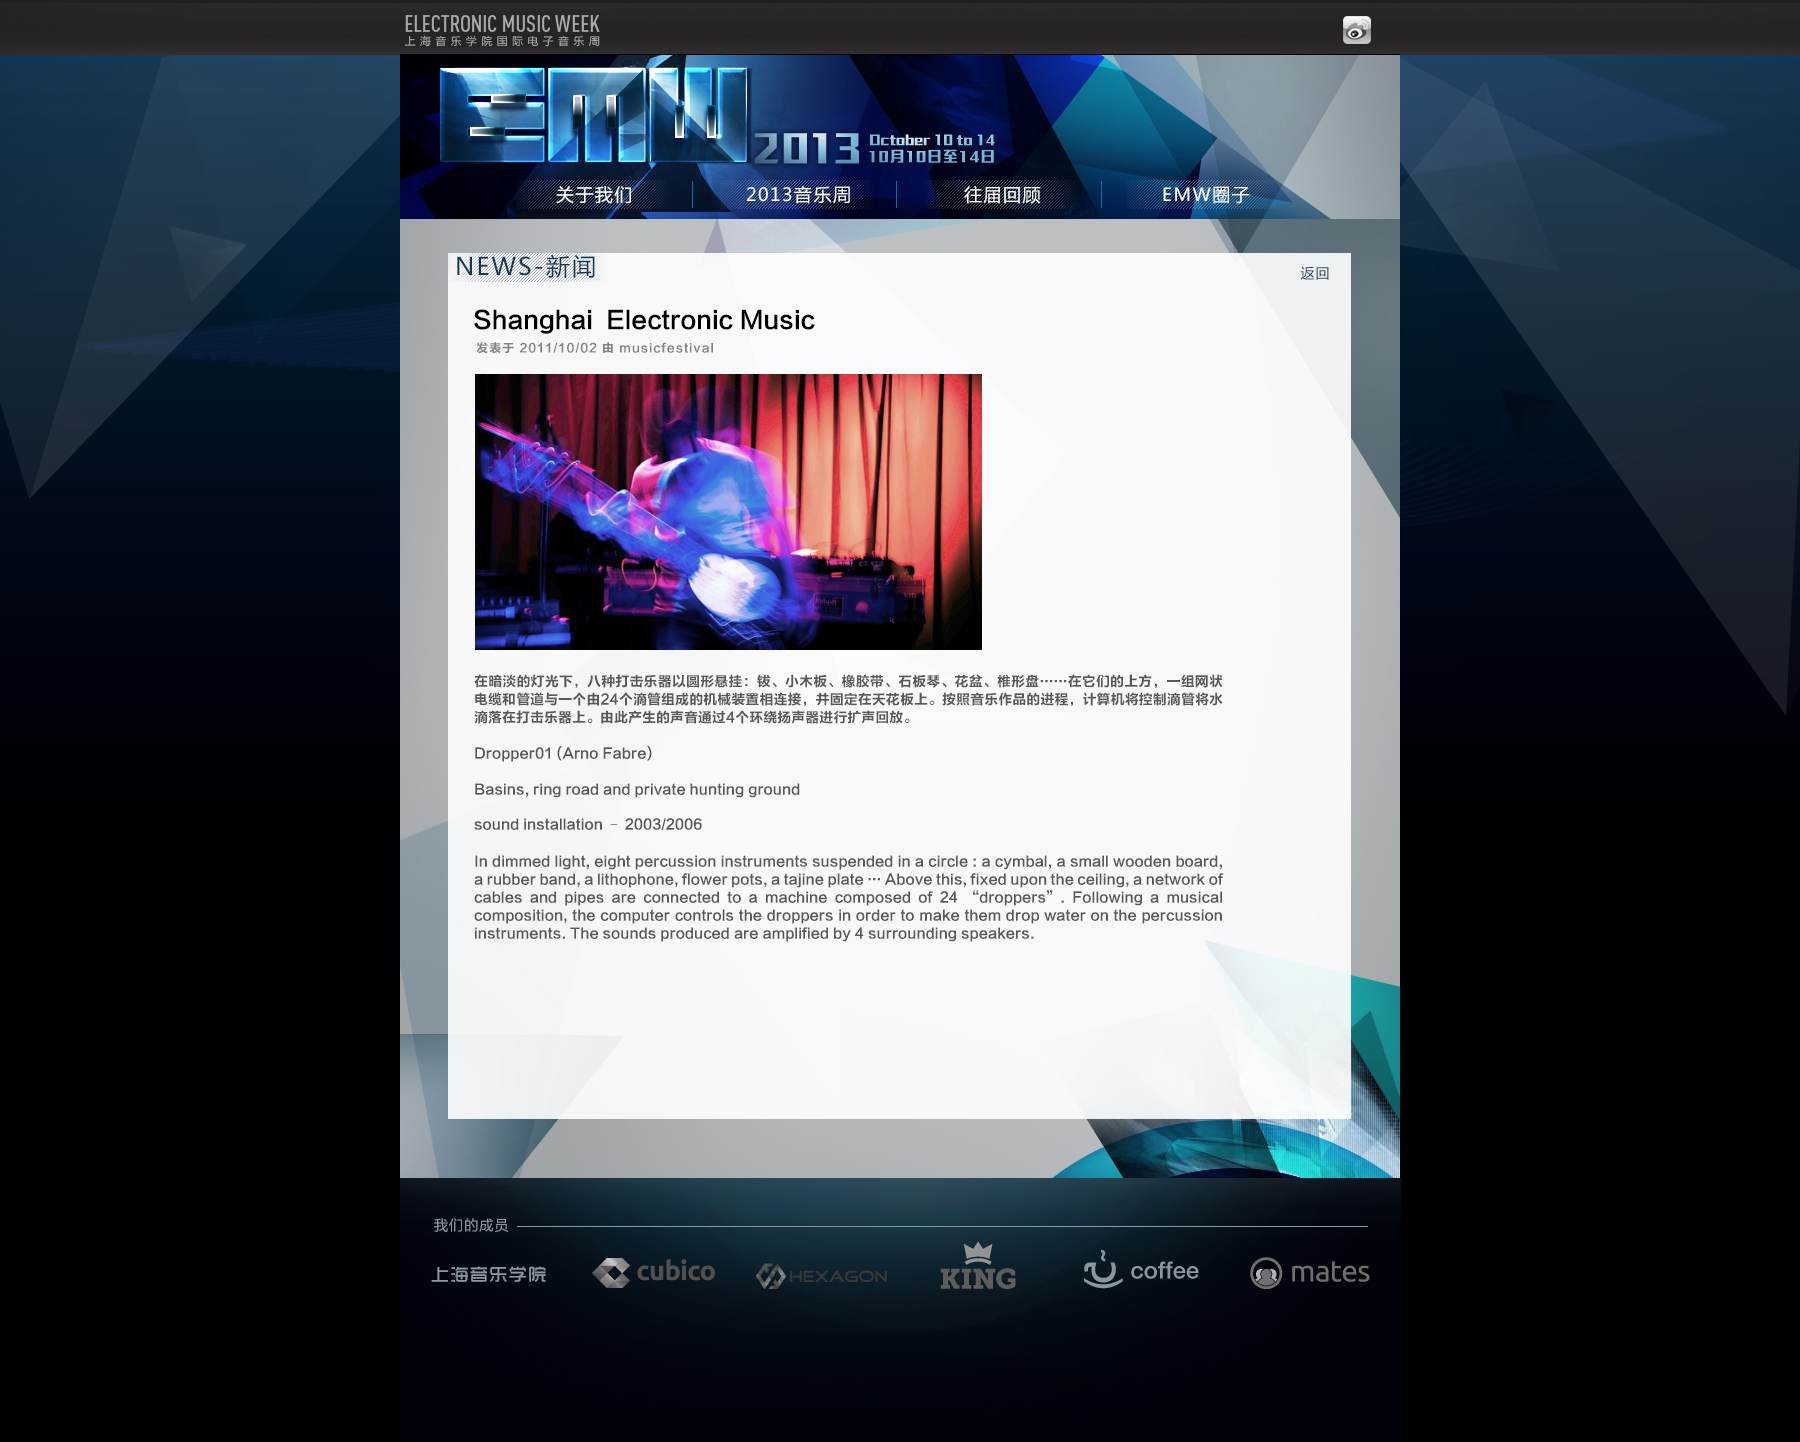 ELECTRONIC MUSIC WEEK
上海音乐学院国际电子音乐周
EMW
2013
October 10 to 14
10月10日至14日
关于我们
2013音乐周
往届回顾
EMW圈子
NEWS-新闻
返回
Shanghai Electronic Music
发表于 2011/10/02 由 musicfestival
在暗淡的灯光下，八种打击乐器以圆形悬挂：钹、小木板、橡胶带、石板琴、花盆、椎形盘……在它们的上方，一组网状
电缆和管道与一个由24个滴管组成的机械装置相连接，并固定在天花板上。按照音乐作品的进程，计算机将控制滴管将水
滴落在打击乐器上。由此产生的声音通过4个环绕扬声器进行扩声回放。
Dropper01 (Arno Fabre)
Basins, ring road and private hunting ground
sound installation – 2003/2006
In dimmed light, eight percussion instruments suspended in a circle : a cymbal, a small wooden board,
a rubber band, a lithophone, flower pots, a tajine plate … Above this, fixed upon the ceiling, a network of
cables and pipes are connected to a machine composed of 24 “droppers”. Following a musical
composition, the computer controls the droppers in order to make them drop water on the percussion
instruments. The sounds produced are amplified by 4 surrounding speakers.
我们的成员
上海音乐学院
cubico
HEXAGON
KING
coffee
mates